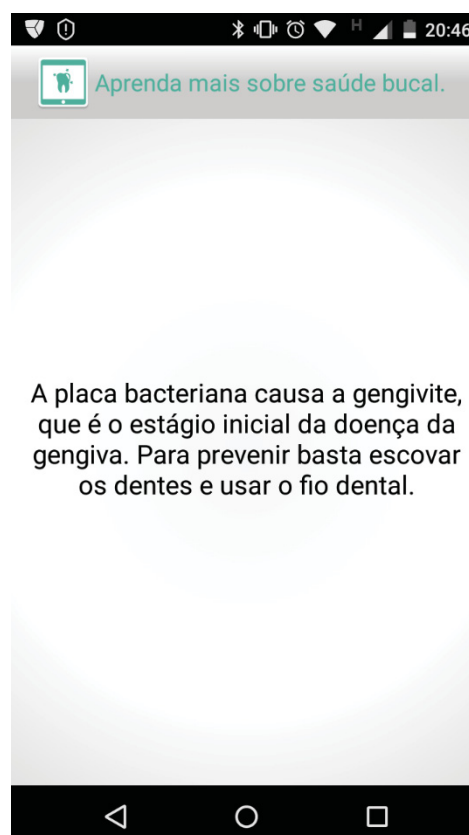 H 20:46
Aprenda mais sobre saúde bucal.
A placa bacteriana causa a gengivite,
que é o estágio inicial da doença da
gengiva. Para prevenir basta escovar
os dentes e usar o fio dental.